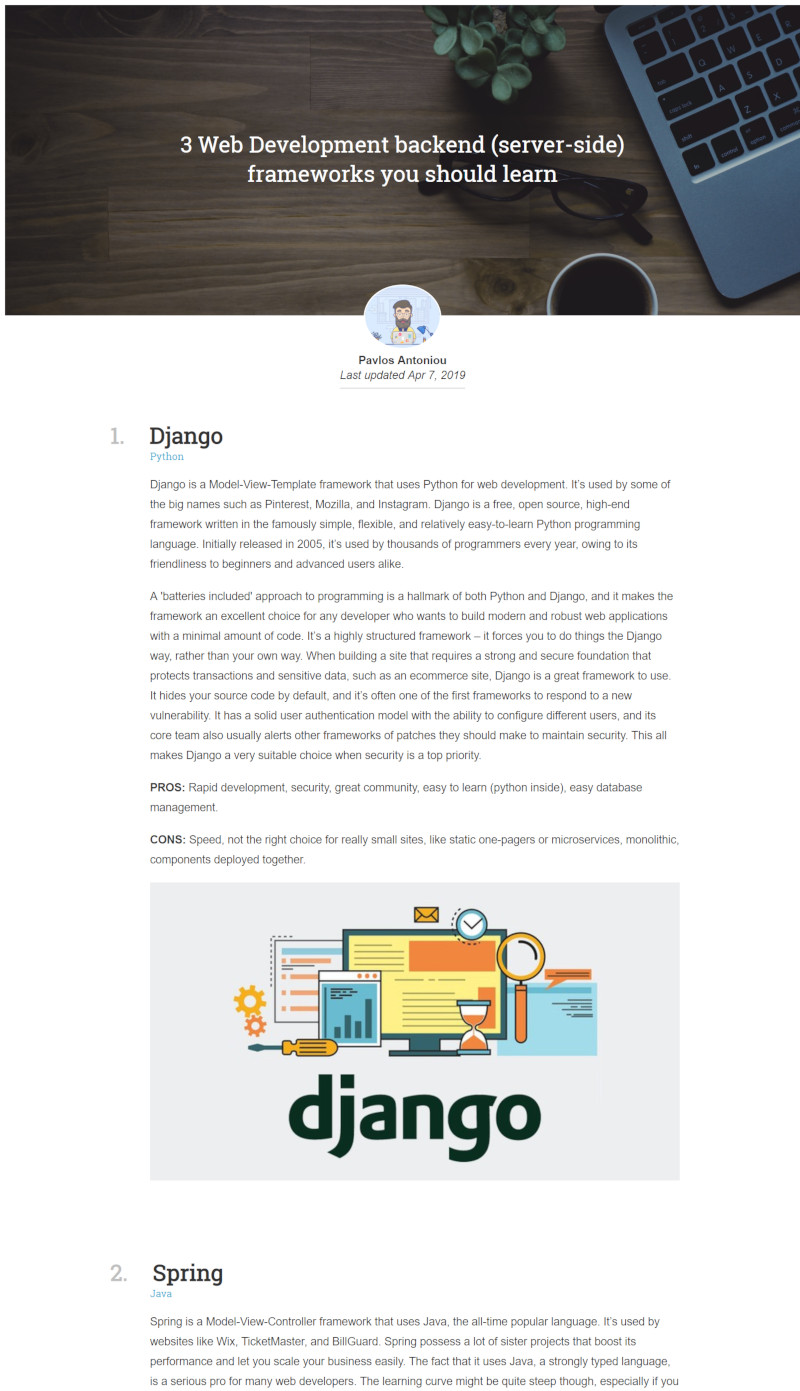 3 Web Development backend (server-side)
frameworks you should learn
Pavlos Antoniou
Last updated Apr 7, 2019
1. Django
Python
Django is a Model-View-Template framework that uses Python for web development. It's used by some of
the big names such as Pinterest, Mozilla, and Instagram. Django is a free, open source, high-end
framework written in the famously simple, flexible, and relatively easy-to-learn Python programming
language. Initially released in 2005, it's used by thousands of programmers every year, owing to its
friendliness to beginners and advanced users alike.
A 'batteries included' approach to programming is a hallmark of both Python and Django, and it makes the
framework an excellent choice for any developer who wants to build modern and robust web applications
with a minimal amount of code. It's a highly structured framework – it forces you to do things the Django
way, rather than your own way. When building a site that requires a strong and secure foundation that
protects transactions and sensitive data, such as an ecommerce site, Django is a great framework to use.
It hides your source code by default, and it's often one of the first frameworks to respond to a new
vulnerability. It has a solid user authentication model with the ability to configure different users, and its
core team also usually alerts other frameworks of patches they should make to maintain security. This all
makes Django a very suitable choice when security is a top priority.
PROS: Rapid development, security, great community, easy to learn (python inside), easy database
management.
CONS: Speed, not the right choice for really small sites, like static one-pagers or microservices, monolithic,
components deployed together.
django
2. Spring
Java
Spring is a Model-View-Controller framework that uses Java, the all-time popular language. It's used by
websites like Wix, TicketMaster, and BillGuard. Spring possess a lot of sister projects that boost its
performance and let you scale your business easily. The fact that it uses Java, a strongly typed language,
is a serious pro for many web developers. The learning curve might be quite steep though, especially if you